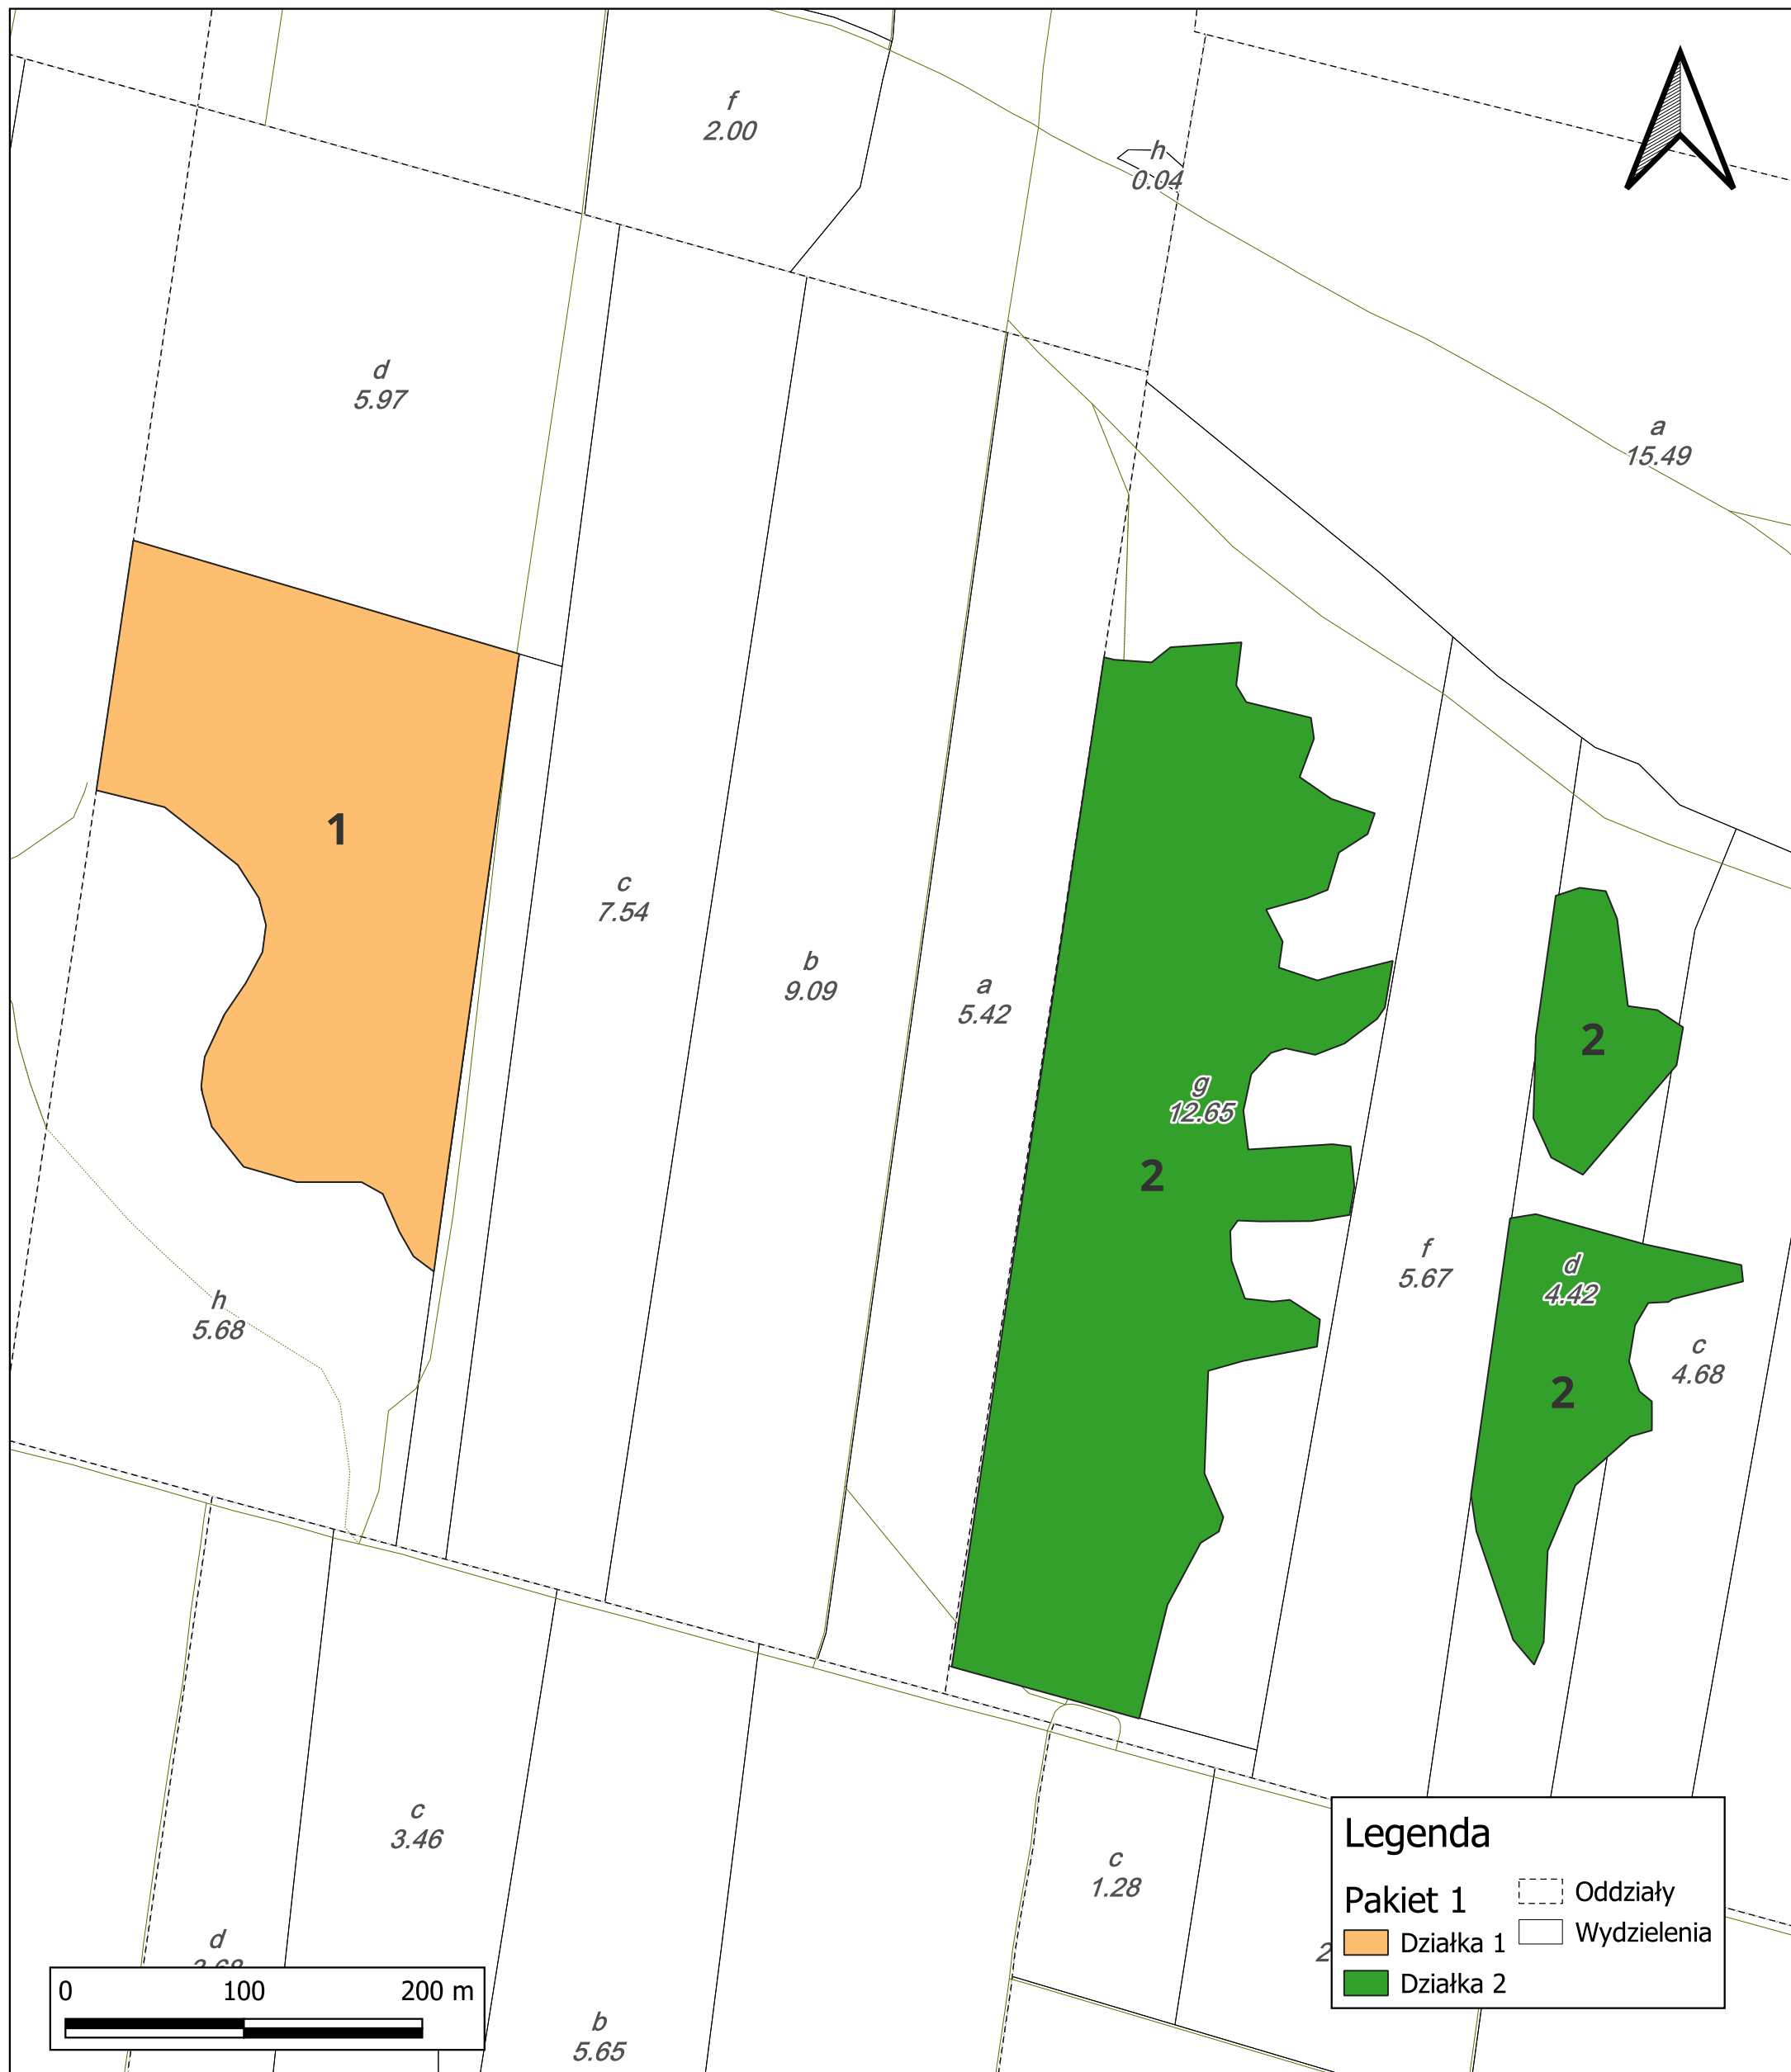 f
2.00
h
0.04
d
5.97
a
15.49
1
c
7.54
b
9.09
a
5.42
2
g
12.65
2
f
5.67
d
4.42
h
5.68
c
4.68
2
c
3.46
c
1.28
d
b
5.65
0 100 200 m
Legenda
Pakiet 1
Działka 1
Działka 2
Oddziały
Wydzielenia